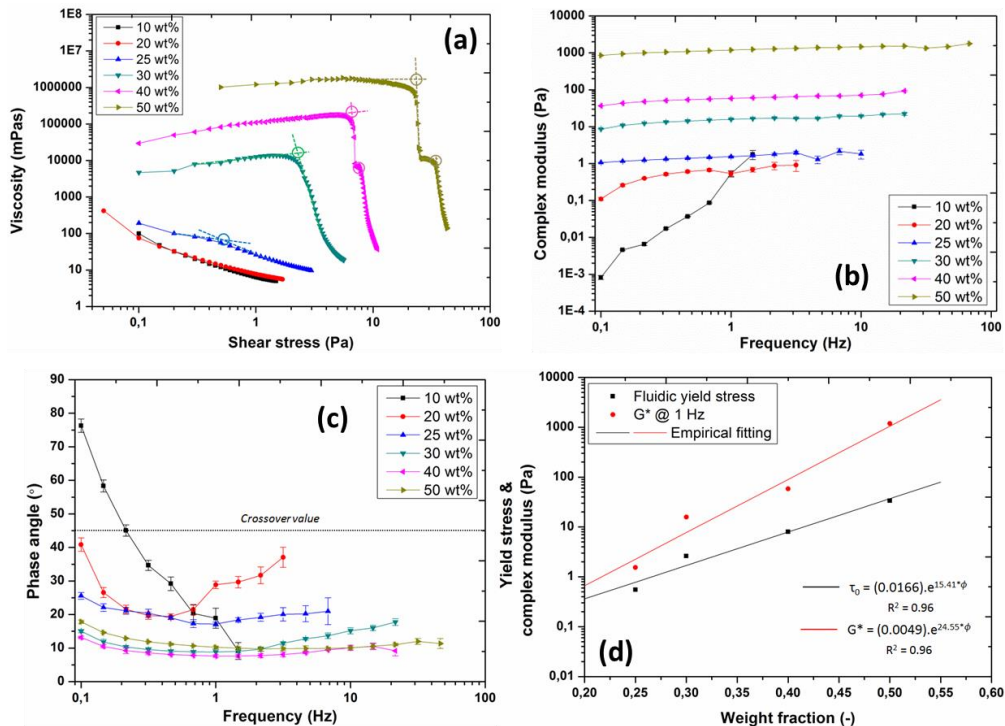 (a)
1E8
1E7
1000000
100000
10000
1000
100
10
1
Viscosity (mPas)
10 wt%
20 wt%
25 wt%
30 wt%
40 wt%
50 wt%
0,1
1
10
100
Shear stress (Pa)
(b)
10000
1000
100
10
1
0,1
0,01
1E-3
1E-4
Complex modulus (Pa)
10 wt%
20 wt%
25 wt%
30 wt%
40 wt%
50 wt%
0,1
1
10
100
Frequency (Hz)
(c)
90
80
70
60
50
40
30
20
10
0
Phase angle (°)
10 wt%
20 wt%
25 wt%
30 wt%
40 wt%
50 wt%
Crossover value
0,1
1
10
100
Frequency (Hz)
(d)
10000
1000
100
10
1
0,1
0,01
Yield stress &
complex modulus (Pa)
Fluidic yield stress
G* @ 1 Hz
Empirical fitting
τ0 = (0.0166).e^15.41*ϕ
R² = 0.96
G* = (0.0049).e^24.55*ϕ
R² = 0.96
0,20
0,25
0,30
0,35
0,40
0,45
0,50
0,55
0,60
Weight fraction (-)